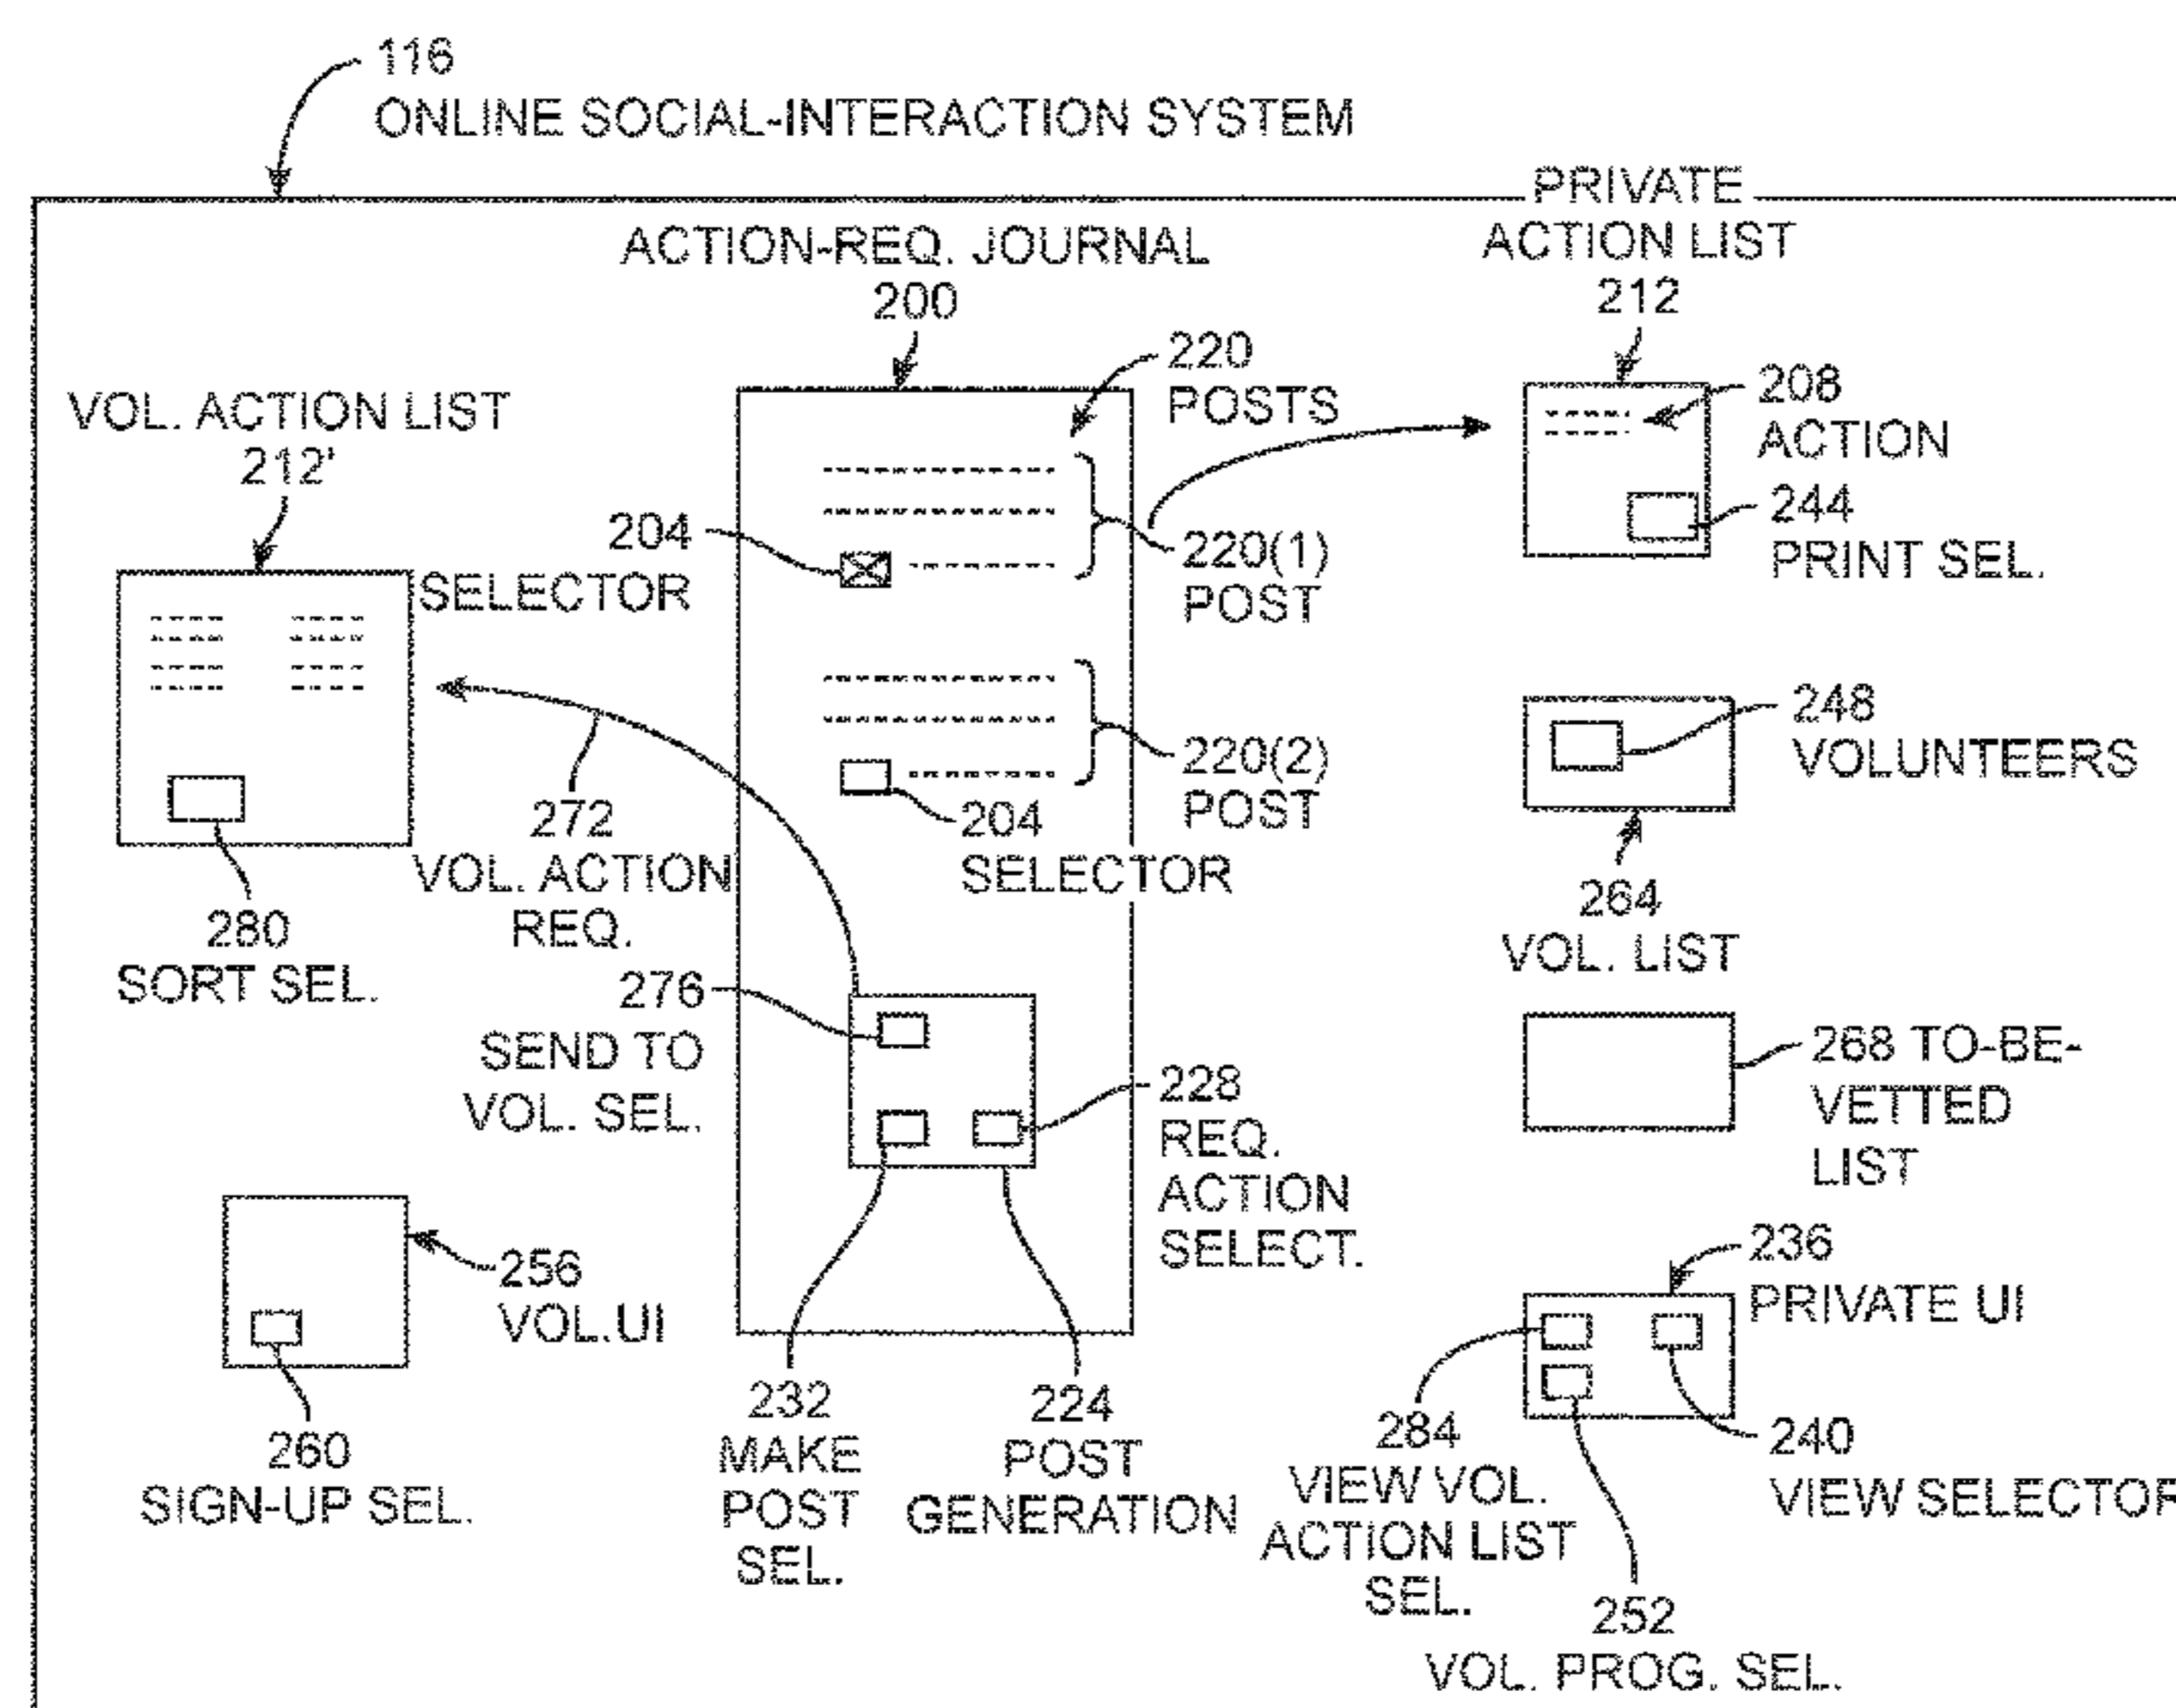 116
ONLINE SOCIAL-INTERACTION SYSTEM
PRIVATE
ACTION LIST
212
ACTION-REQ. JOURNAL
200
220
POSTS
208
ACTION
244
PRINT SEL.
VOL. ACTION LIST
212'
204
SELECTOR
220(1)
POST
220(2)
POST
204
SELECTOR
248
VOLUNTEERS
264
VOL. LIST
272
VOL. ACTION
REQ.
280
SORT SEL.
276
SEND TO
VOL. SEL.
228
REQ.
ACTION
SELECT.
268 TO-BE-
VETTED
LIST
256
VOL.UI
260
SIGN-UP SEL.
232
MAKE
POST
SEL.
224
POST
GENERATION
236
PRIVATE UI
284
VIEW VOL.
ACTION LIST
SEL.
240
VIEW SELECTOR
252
VOL. PROG. SEL.